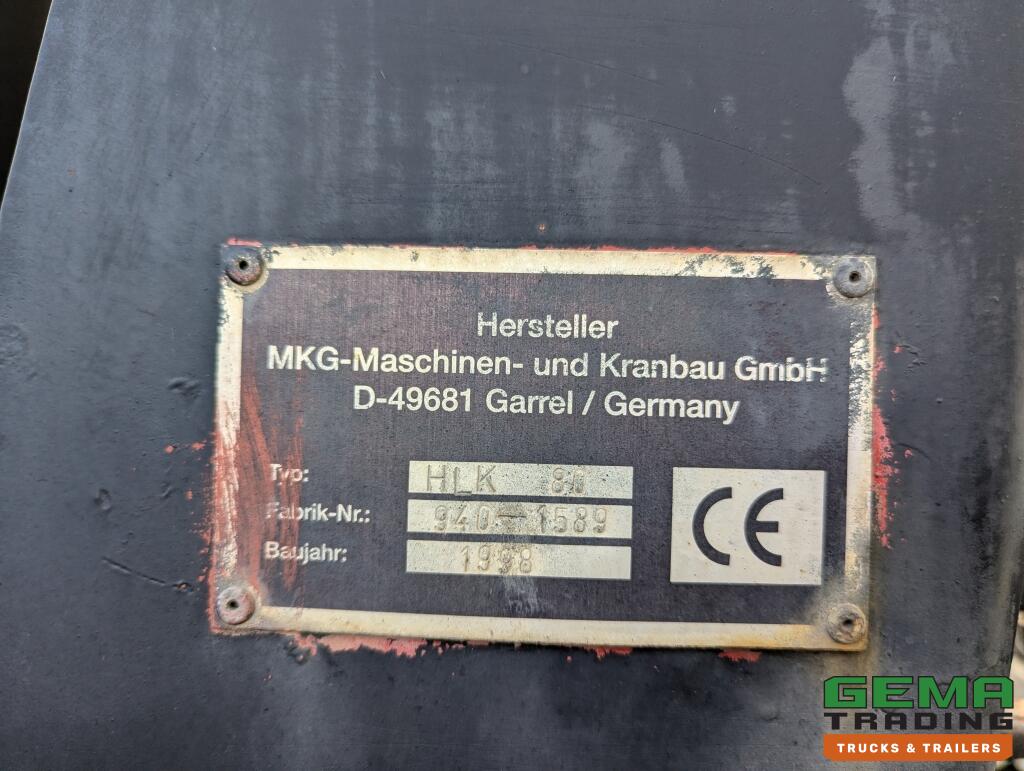 Hersteller
MKG-Maschinen- und Kranbau GmbH
D-49681 Garrel / Germany
Typ: HLK 80
Fabrik-Nr.: 940-1589
Baujahr: 1998
CE
GEMA
TRADING
TRUCKS & TRAILERS